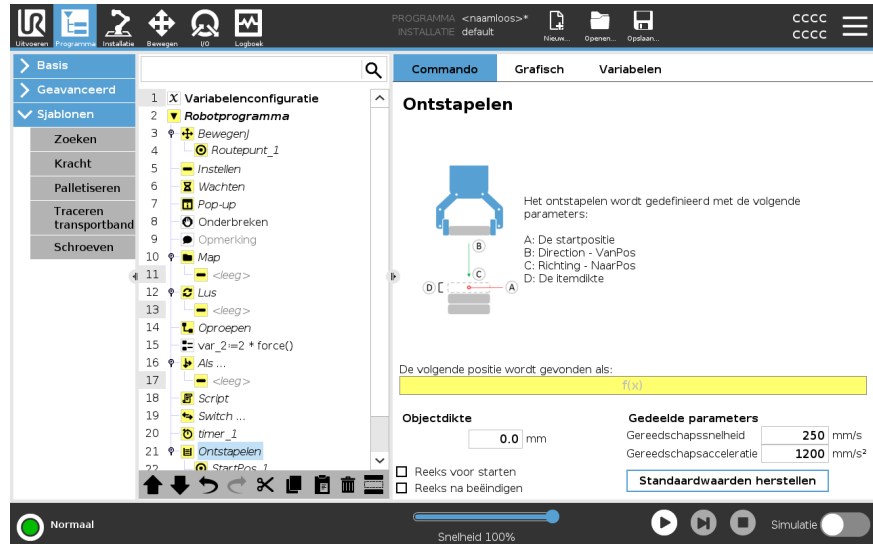 PROGRAMMA <naamloos>*
INSTALLATIE default
Uitvoeren Programma Installatie Bewegen I/O Logboek
Nieuw... Openen... Opslaan...
cccc
cccc
Basis
Geavanceerd
Sjablonen
Zoeken
Kracht
Palletiseren
Traceren
transportband
Schroeven
1 X Variabelenconfiguratie
2 Robotprogramma
3 BewegenJ
4 Routepunt_1
5 Instellen
6 Wachten
7 Pop-up
8 Onderbreken
9 Opmerking
10 Map
11 <leeg>
12 Lus
13 <leeg>
14 Oproepen
15 var_2:=2 * force()
16 Als ...
17 <leeg>
18 Script
19 Switch ...
20 timer_1
21 Ontstapelen
22 StartPos_1
Commando Grafisch Variabelen
Ontstapelen
B
C
D
A
Het ontstapelen wordt gedefinieerd met de volgende
parameters:
A: De startpositie
B: Direction - VanPos
C: Richting - NaarPos
D: De itemdikte
De volgende positie wordt gevonden als:
f(x)
Objectdikte
0.0 mm
Reeks voor starten
Reeks na beëindigen
Gedeelde parameters
Gereedschapssnelheid 250 mm/s
Gereedschapsacceleratie 1200 mm/s²
Standaardwaarden herstellen
Normaal
Snelheid 100%
Simulatie